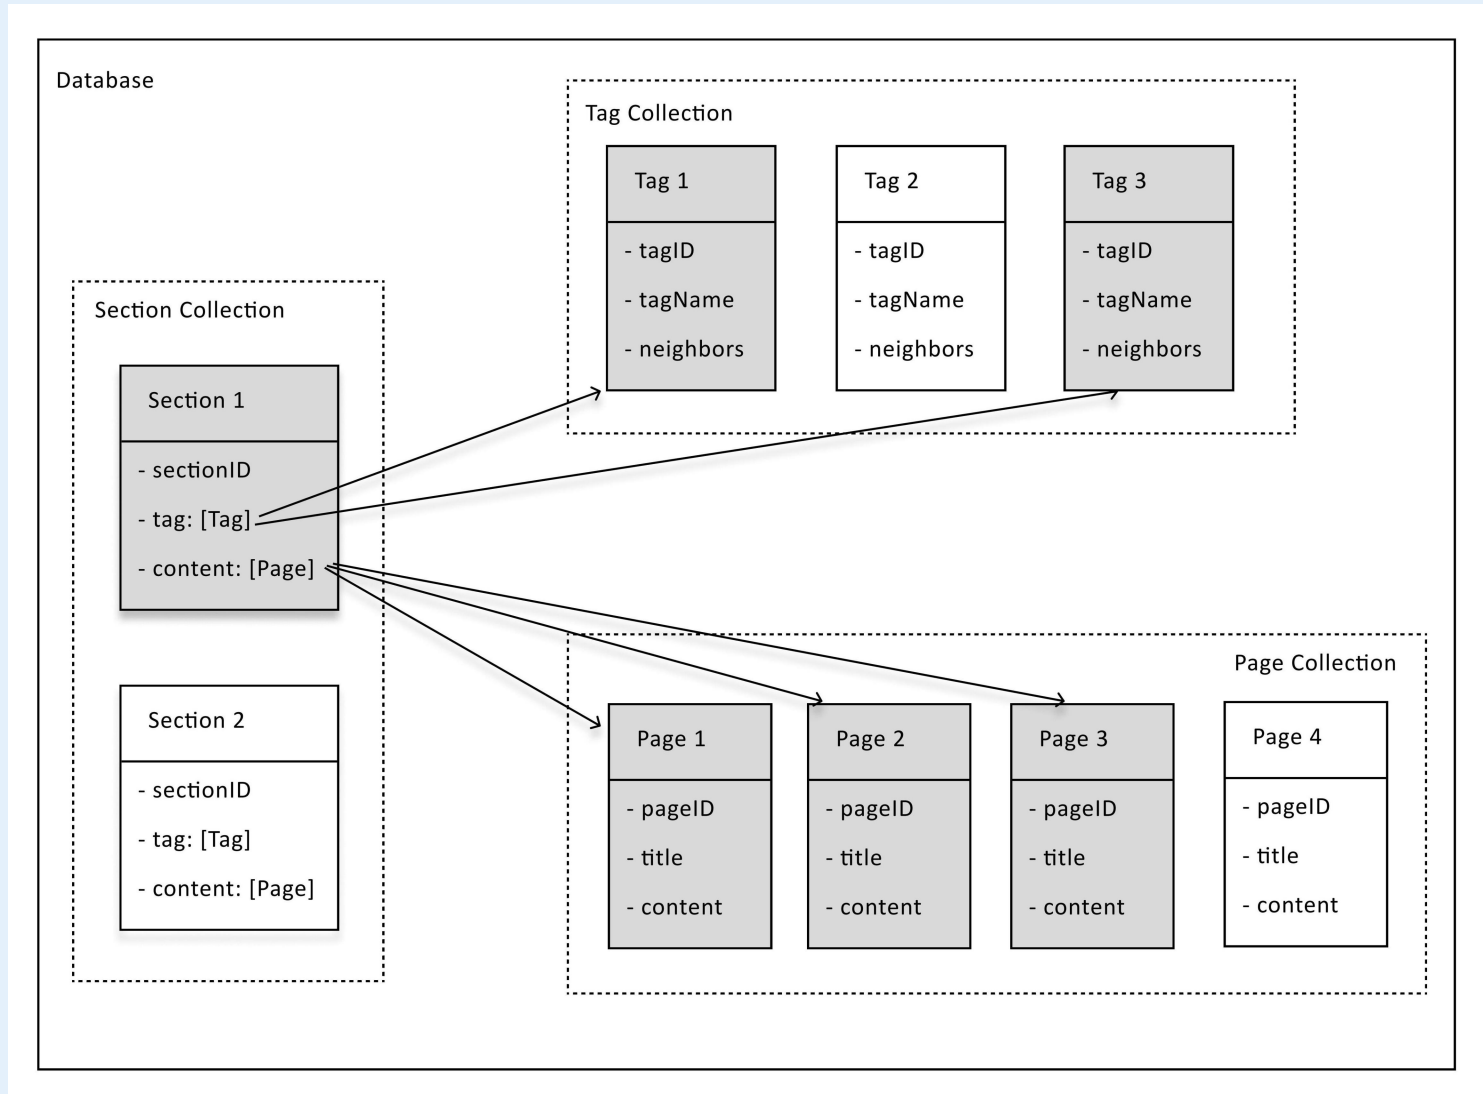 Database
Tag Collection
Tag 1
- tagID
- tagName
- neighbors
Tag 2
- tagID
- tagName
- neighbors
Tag 3
- tagID
- tagName
- neighbors
Section Collection
Section 1
- sectionID
- tag: [Tag]
- content: [Page]
Section 2
- sectionID
- tag: [Tag]
- content: [Page]
Page Collection
Page 1
- pageID
- title
- content
Page 2
- pageID
- title
- content
Page 3
- pageID
- title
- content
Page 4
- pageID
- title
- content